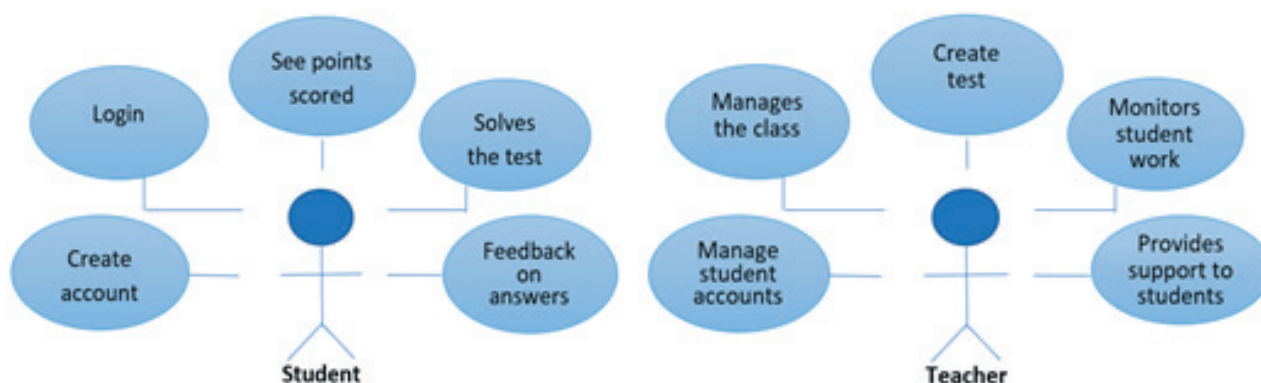 See points
scored
Login
Solves
the test
Create
account
Feedback
on
answers
Student
Create
test
Manages
the class
Monitors
student
work
Manage
student
accounts
Provides
support to
students
Teacher